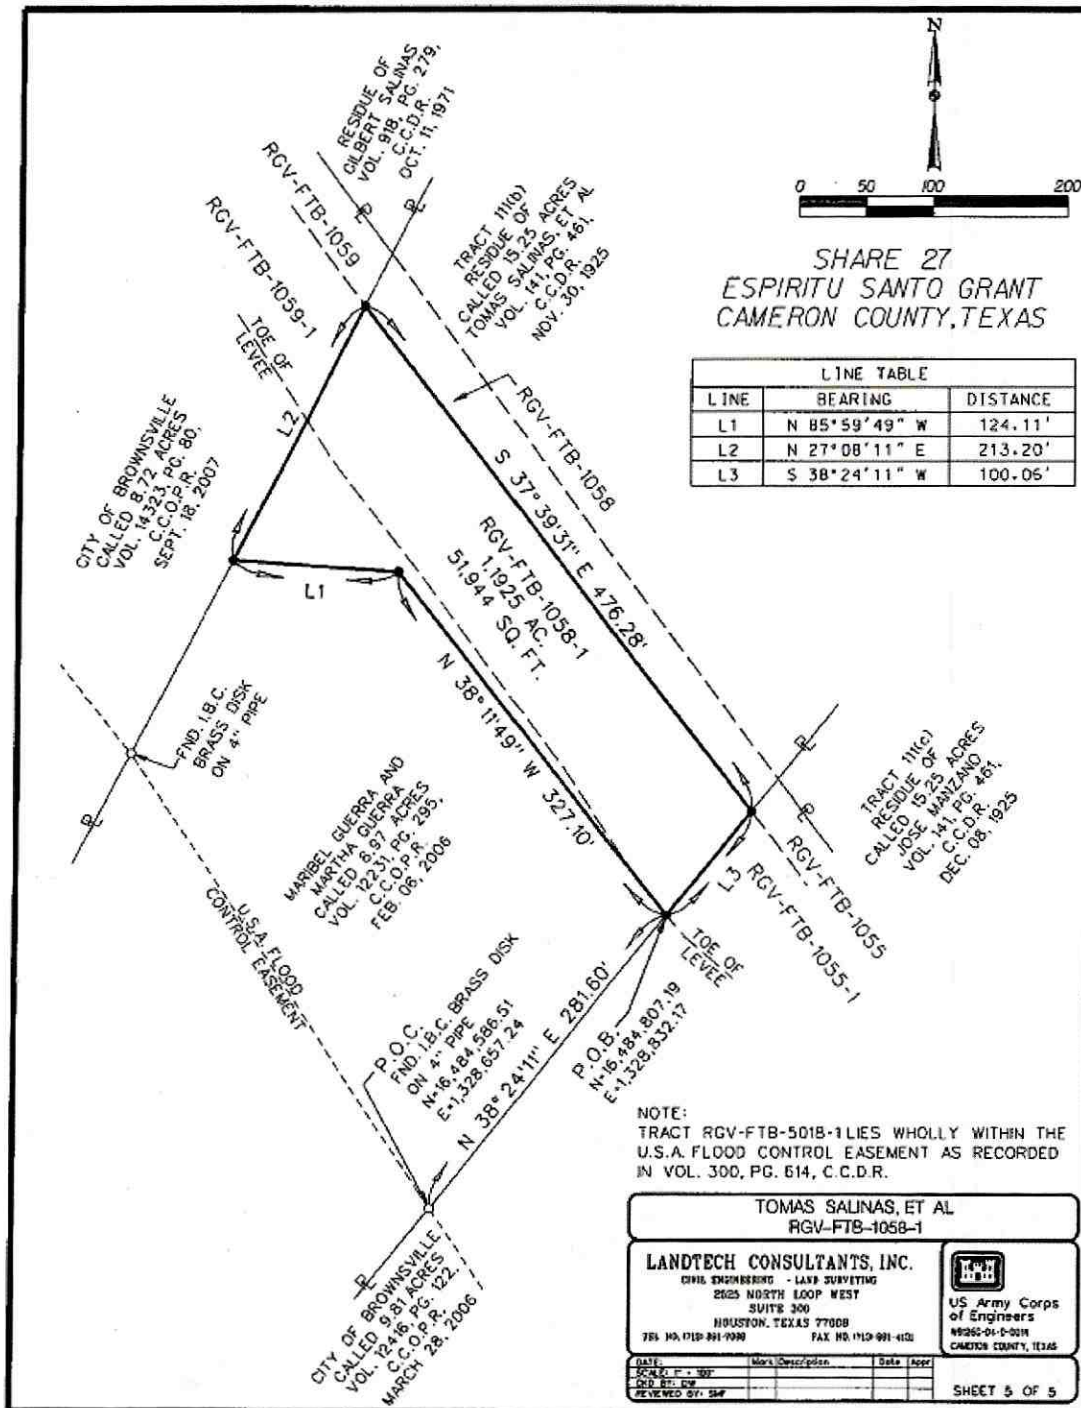 N
0 50 100 200
SHARE 27
ESPIRITU SANTO GRANT
CAMERON COUNTY, TEXAS
LINE TABLE
LINE BEARING DISTANCE
L1 N 85°59'49" W 124.11'
L2 N 27°08'11" E 213.20'
L3 S 38°24'11" W 100.06'
RESIDUE OF
GILBERT SALINAS
VOL. 918, PG. 279,
C.C.D.R.
OCT. 11, 1971
RGV-FTB-1059
RGV-FTB-1059-1
TOE OF
LEVEE
TRACT 111(b)
RESIDUE OF
CALLED 15.25 ACRES
TOMAS SALINAS, ET AL
VOL. 141, PG. 461,
C.C.D.R.
NOV. 30, 1925
RGV-FTB-1058
L2
S 37°39'31" E 476.28'
RGV-FTB-1058-1
1.1925 AC.
51,944 SQ. FT.
CITY OF BROWNSVILLE
CALLED 8.72 ACRES
VOL. 14323, PG. 80,
C.C.O.P.R.
SEPT. 18, 2007
L1
N 38°11'49" W 327.10'
FND. I.B.C.
BRASS DISK
ON 4" PIPE
MARIBEL GUERRA AND
MARTHA GUERRA
CALLED 6.97 ACRES
VOL. 12231, PG. 295,
C.C.O.P.R.
FEB. 06, 2006
U.S.A. FLOOD
CONTROL EASEMENT
TRACT 111(c)
RESIDUE OF
CALLED 15.25 ACRES
JOSE MANZANO
VOL. 141, PG. 461,
C.C.D.R.
DEC. 08, 1925
L3
RGV-FTB-1055
RGV-FTB-1055-1
TOE OF
LEVEE
P.O.C.
FND. I.B.C. BRASS DISK
ON 4" PIPE
N=16,484,586.51
E=1,328,657.24
N 38°24'11" E 281.60'
P.O.B.
N=16,484,807.19
E=1,328,832.17
CITY OF BROWNSVILLE
CALLED 9.81 ACRES
VOL. 12416, PG. 122,
C.C.O.P.R.
MARCH 28, 2006
NOTE:
TRACT RGV-FTB-5018-1 LIES WHOLLY WITHIN THE
U.S.A. FLOOD CONTROL EASEMENT AS RECORDED
IN VOL. 300, PG. 614, C.C.D.R.
TOMAS SALINAS, ET AL
RGV-FTB-1058-1
LANDTECH CONSULTANTS, INC.
CIVIL ENGINEERING - LAND SURVEYING
2525 NORTH LOOP WEST
SUITE 300
HOUSTON, TEXAS 77008
TEL NO. FAX NO.
US Army Corps
of Engineers
CAMERON COUNTY, TEXAS
DATE: Mark Description Date Appr
SCALE: 1" = 100'
CKD BY: DW
REVIEWED BY: SMF
SHEET 5 OF 5